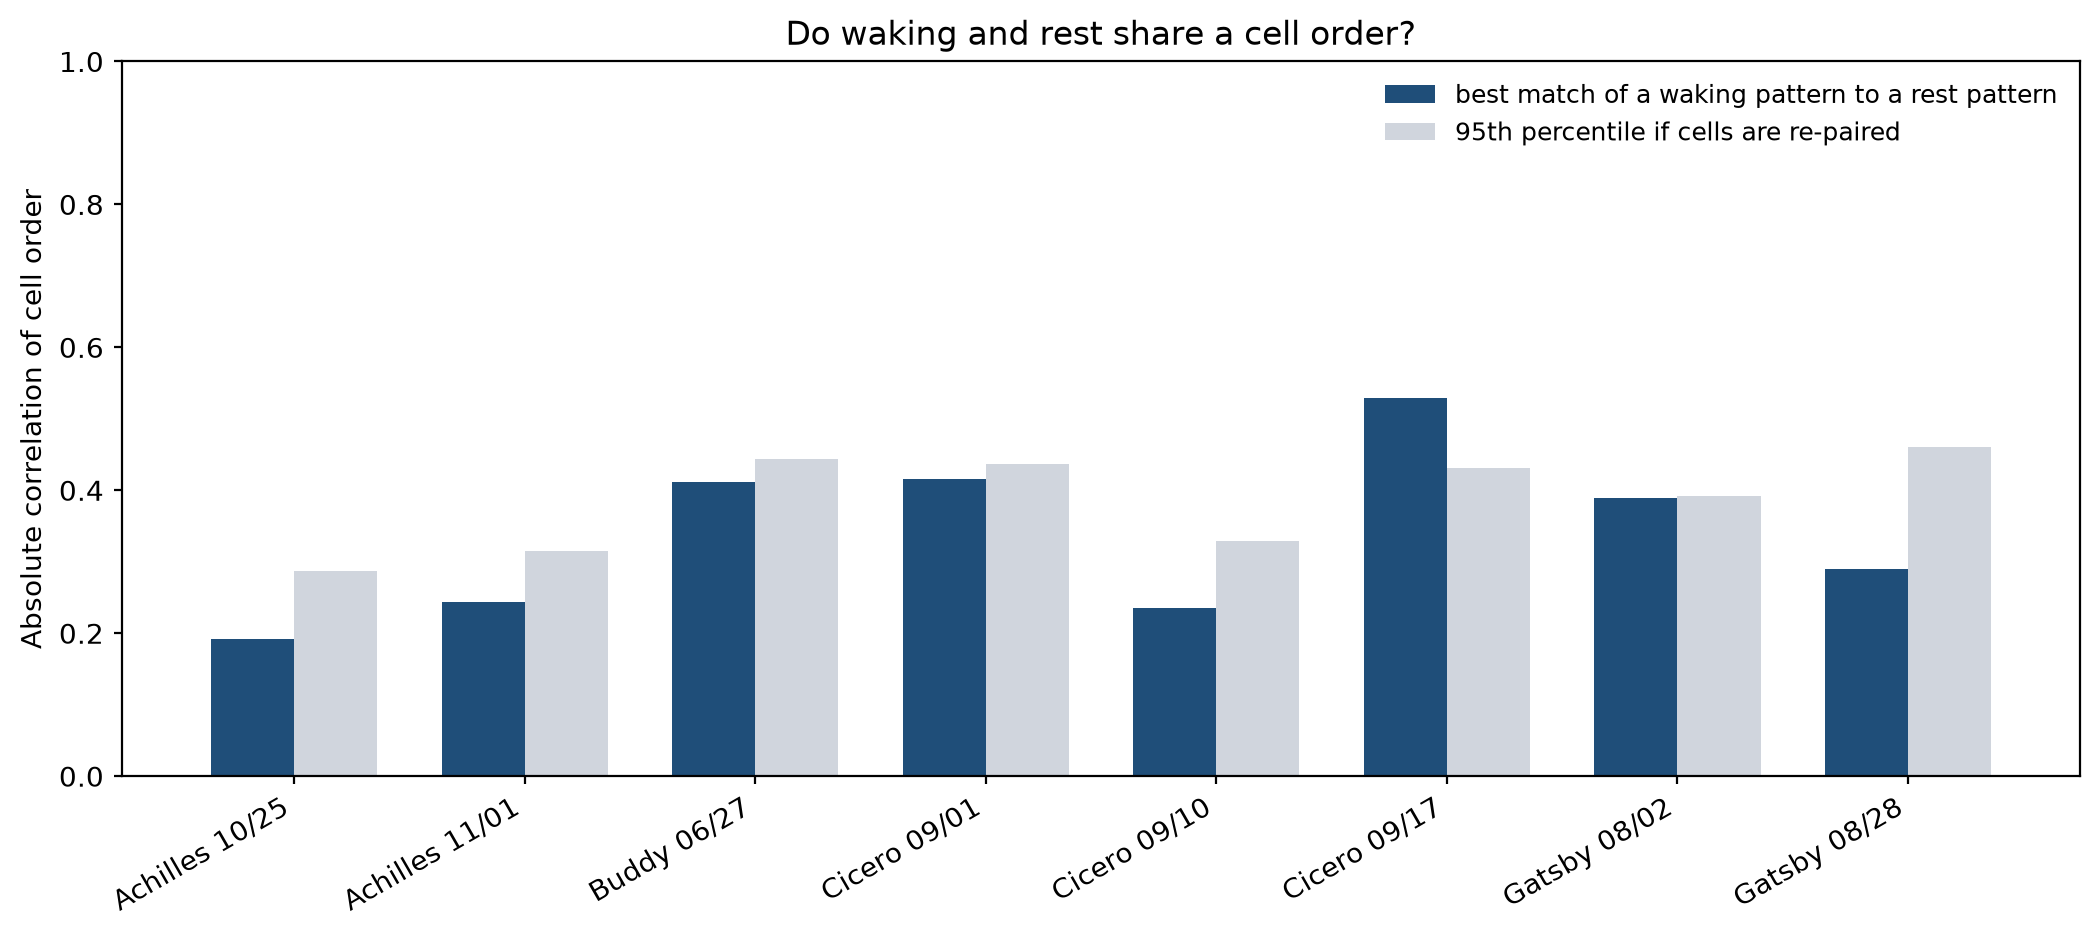 Do waking and rest share a cell order?
best match of a waking pattern to a rest pattern
95th percentile if cells are re-paired
Absolute correlation of cell order
1.0
0.8
0.6
0.4
0.2
0.0
Achilles 10/25
Achilles 11/01
Buddy 06/27
Cicero 09/01
Cicero 09/10
Cicero 09/17
Gatsby 08/02
Gatsby 08/28